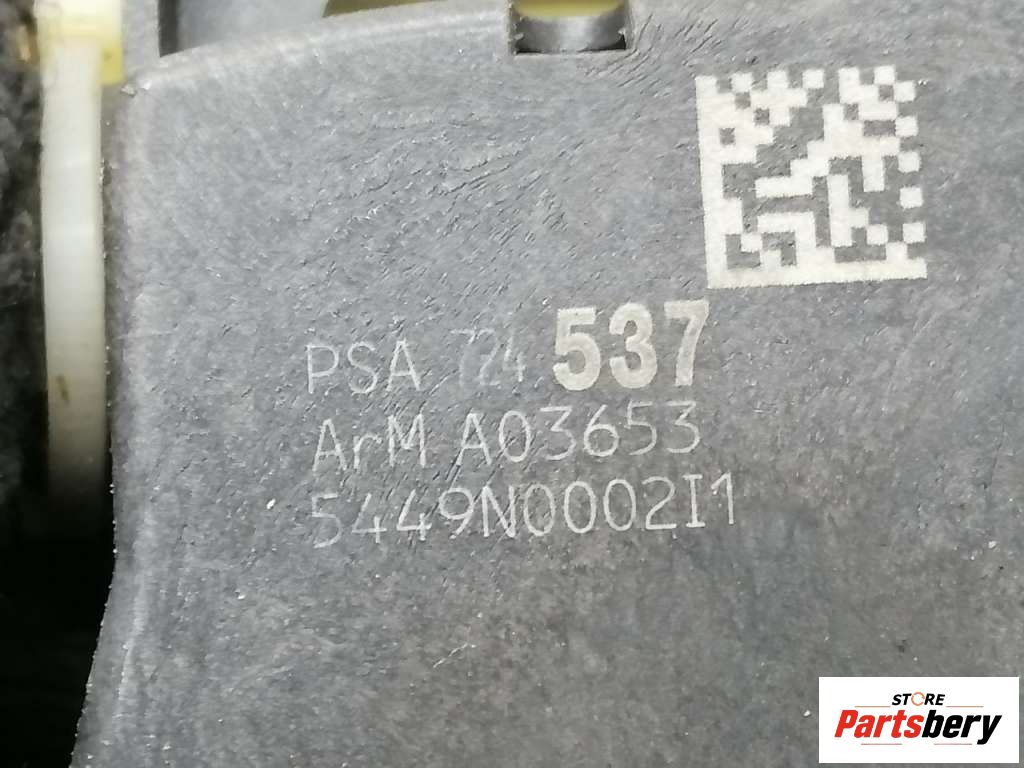 PSA 724 537
ArM A03653
5449N0002I1
STORE
Partsbery